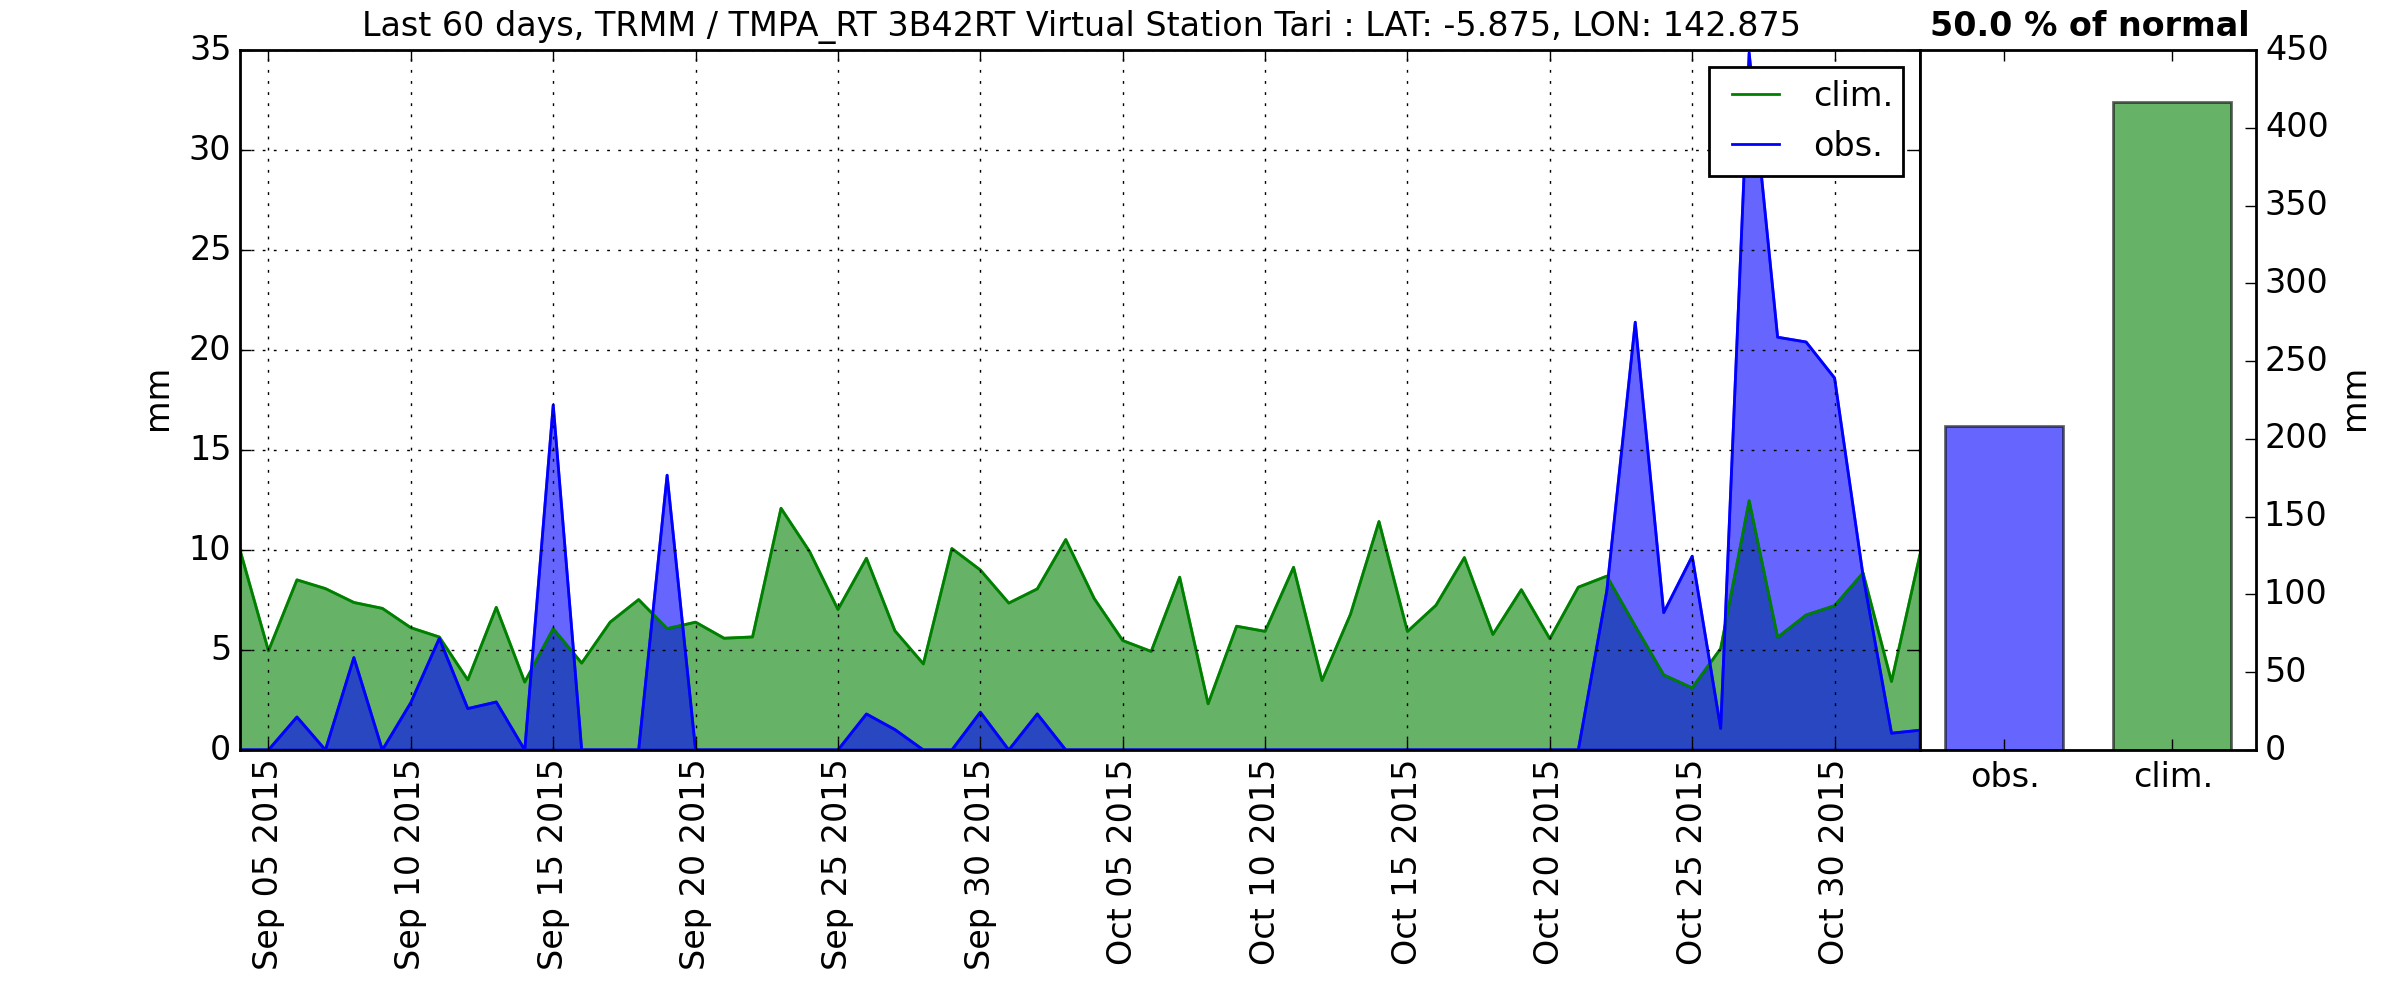 Last 60 days, TRMM / TMPA_RT 3B42RT Virtual Station Tari : LAT: -5.875, LON: 142.875
50.0 % of normal
35
30
25
20
15
10
5
0
mm
clim.
obs.
Sep 05 2015
Sep 10 2015
Sep 15 2015
Sep 20 2015
Sep 25 2015
Sep 30 2015
Oct 05 2015
Oct 10 2015
Oct 15 2015
Oct 20 2015
Oct 25 2015
Oct 30 2015
450
400
350
300
250
200
150
100
50
0
mm
obs.
clim.